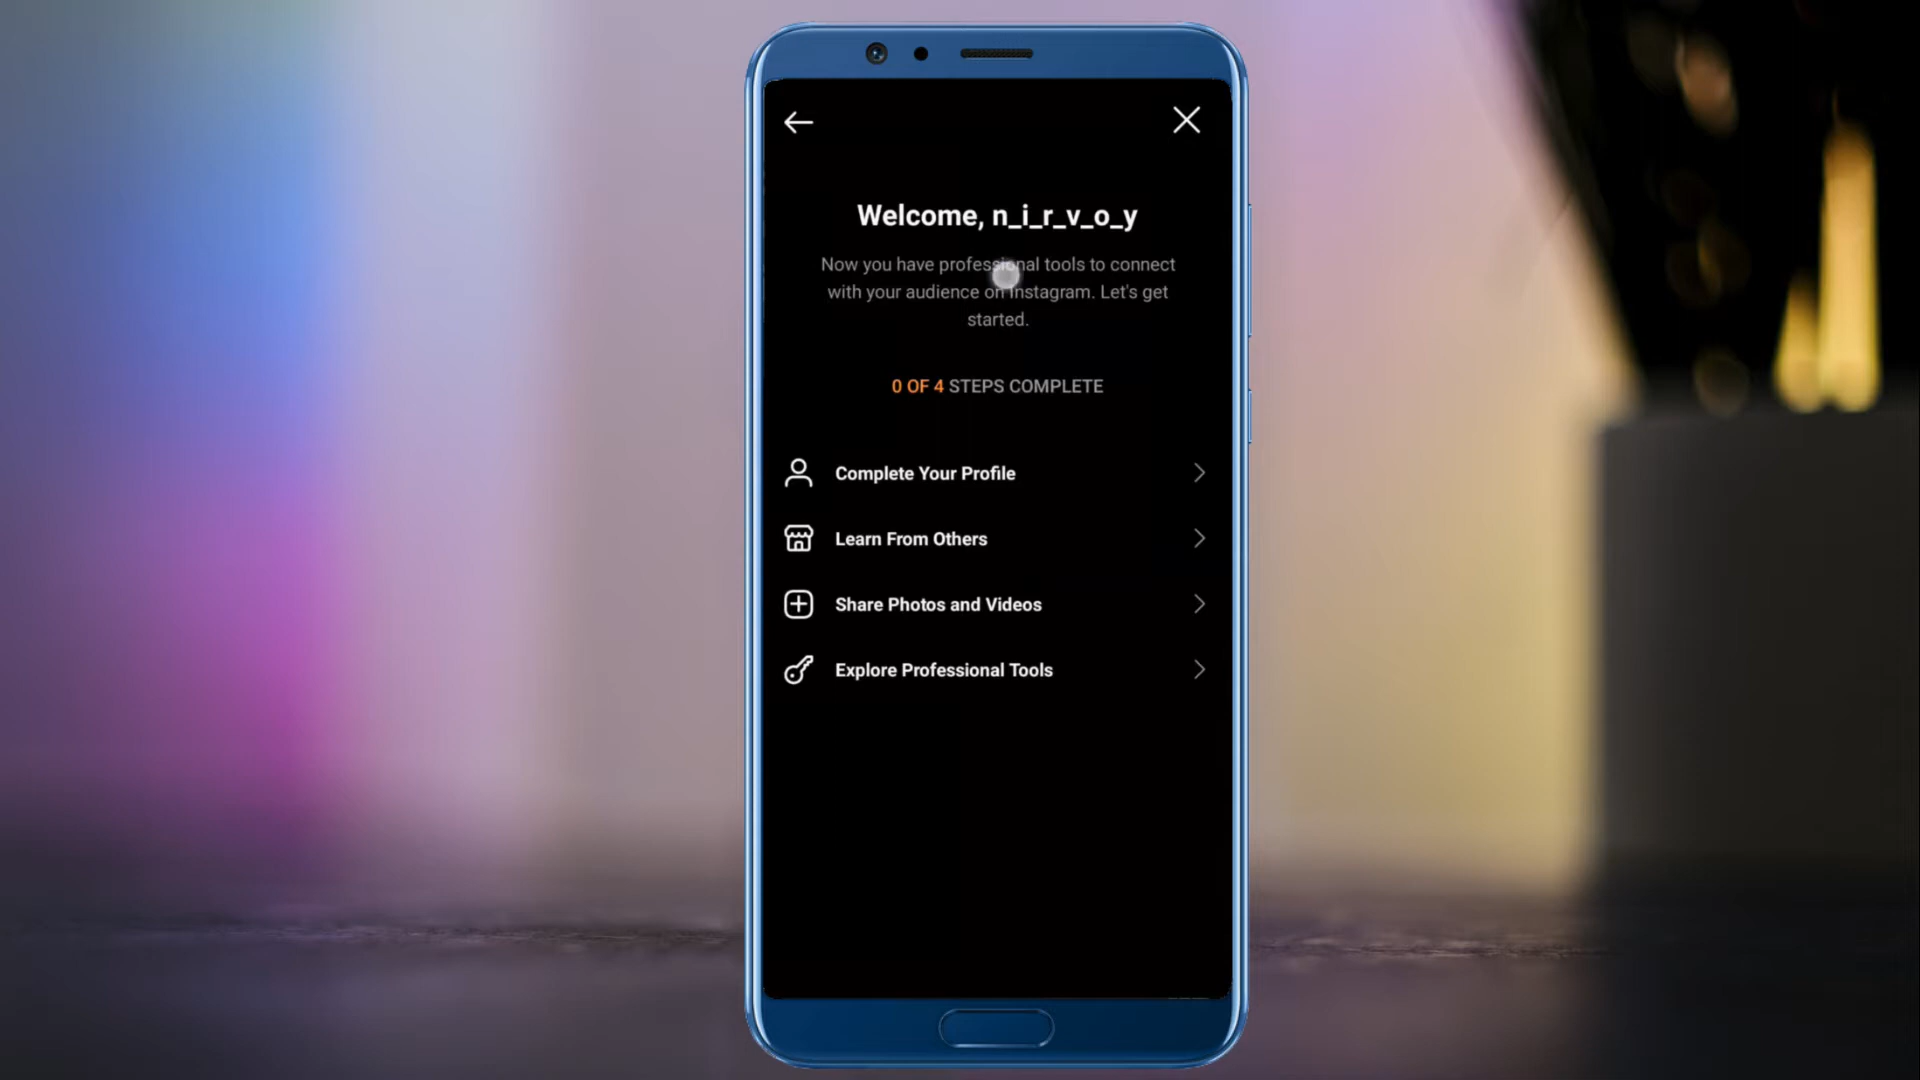 Welcome, n_i_r_v_o_y
Now you have professional tools to connect
with your audience on Instagram. Let's get
started.
0 OF 4 STEPS COMPLETE
Complete Your Profile
Learn From Others
Share Photos and Videos
Explore Professional Tools